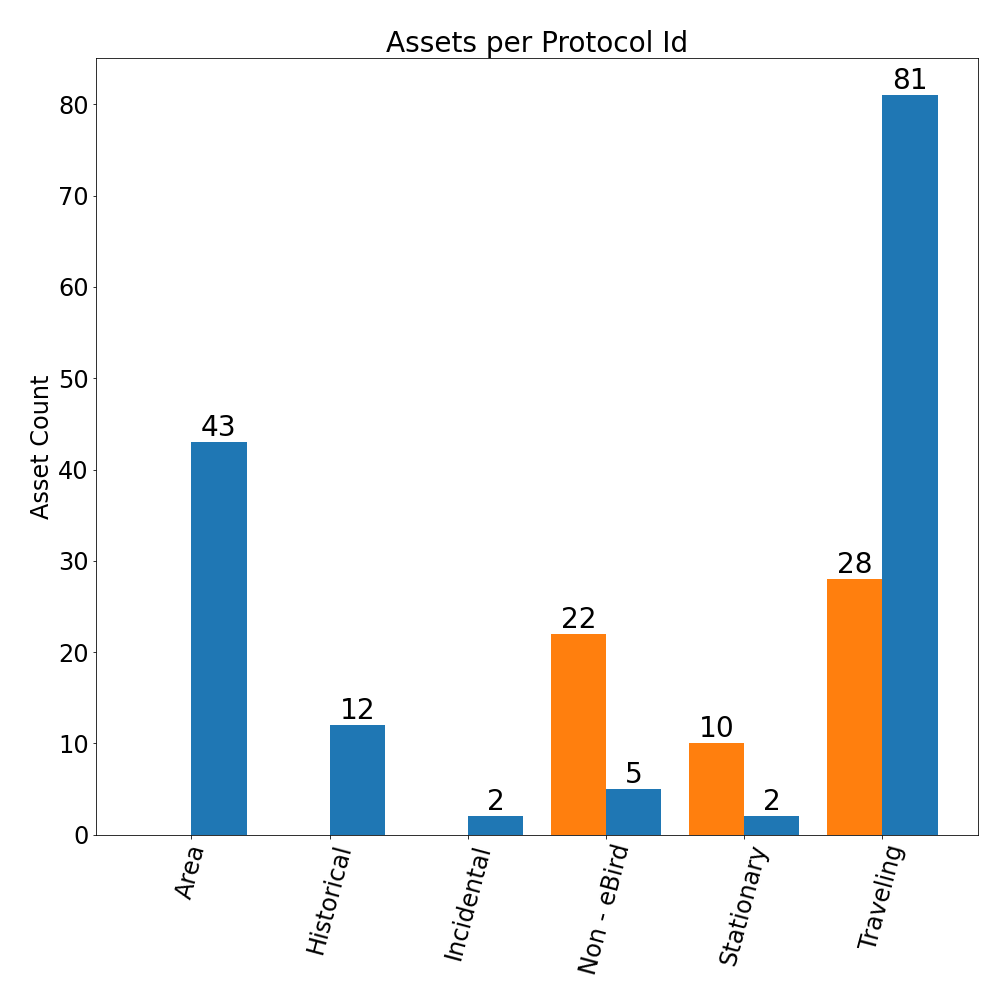 Assets per Protocol Id
Asset Count
80
70
60
50
40
30
20
10
0
43
12
2
22
5
10
2
28
81
Area
Historical
Incidental
Non - eBird
Stationary
Traveling